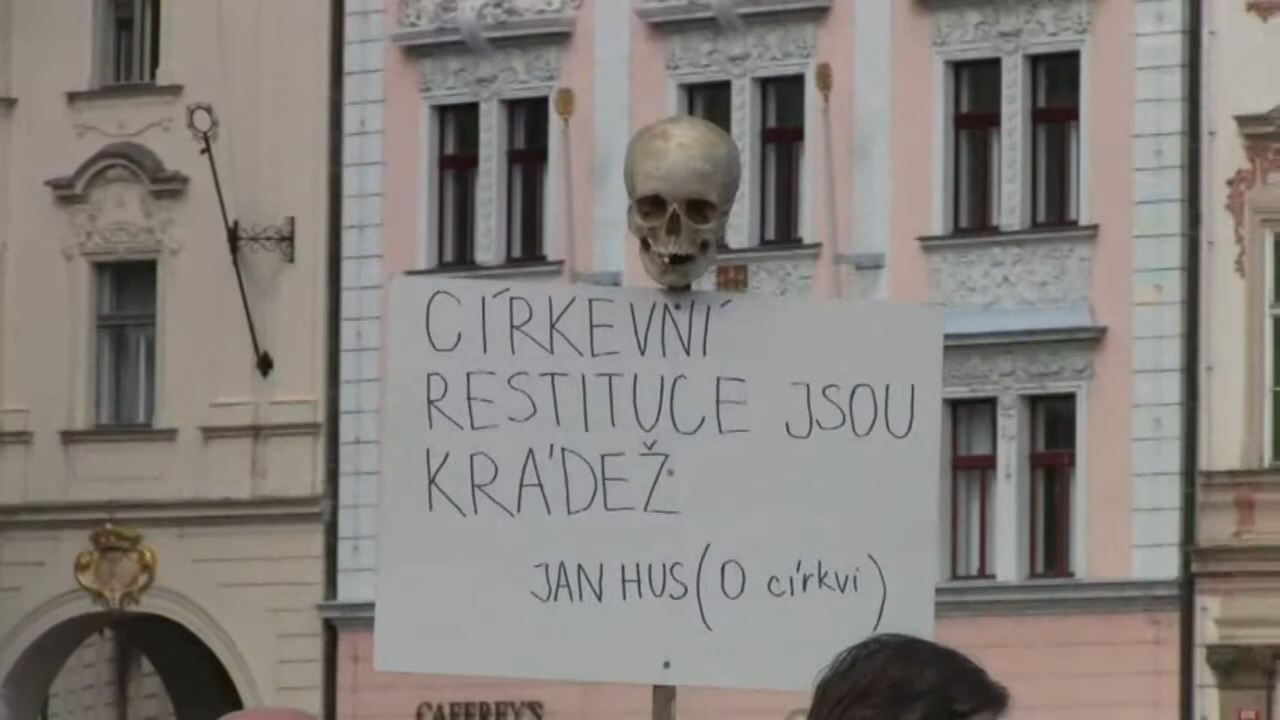 CÍRKEVNÍ
RESTITUCE JSOU
KRÁDEŽ
JAN HUS (O církvi)
CAFFREY'S